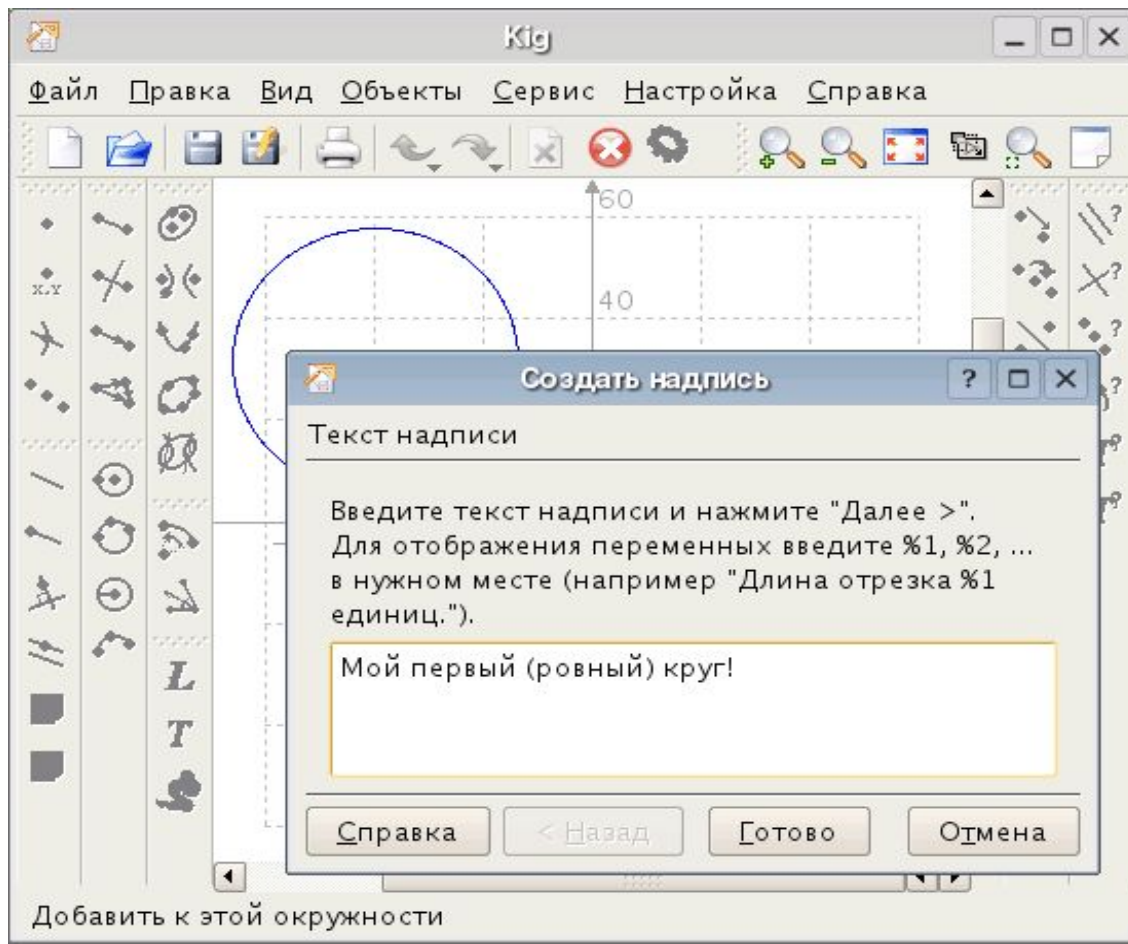 Kig
Файл Правка Вид Объекты Сервис Настройка Справка
x,y
60
40
Создать надпись
Текст надписи
Введите текст надписи и нажмите "Далее >".
Для отображения переменных введите %1, %2, ...
в нужном месте (например "Длина отрезка %1
единиц.").
Мой первый (ровный) круг!
Справка < Назад Готово Отмена
L
T
Добавить к этой окружности